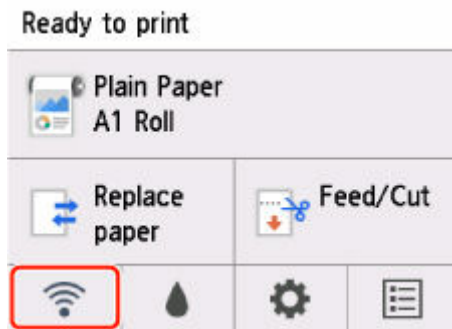 Ready to print
Plain Paper
A1 Roll
Replace
paper
Feed/Cut